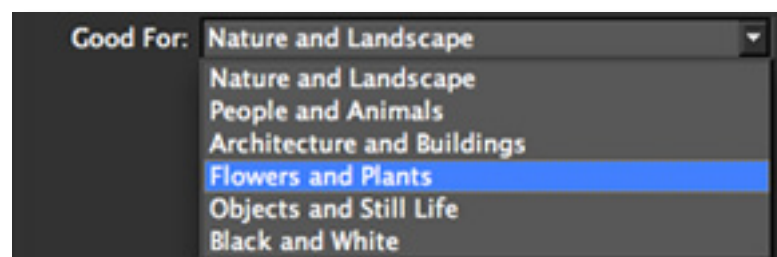 Good For: Nature and Landscape
Nature and Landscape
People and Animals
Architecture and Buildings
Flowers and Plants
Objects and Still Life
Black and White